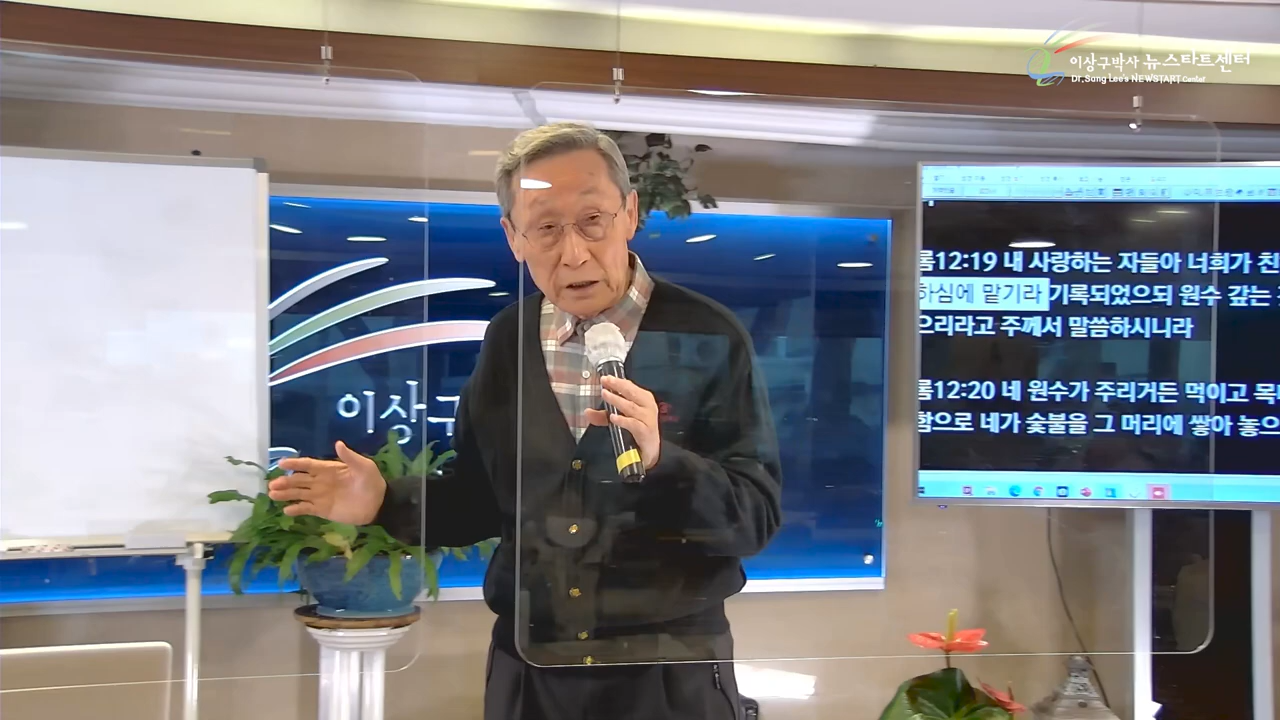 이상구박사 뉴스타트센터
Dr. Sang Lee's NEWSTART Center
롬12:19 내 사랑하는 자들아 너희가 친
하심에 맡기라 기록되었으되 원수 갚는
으리라고 주께서 말씀하시니라
롬12:20 네 원수가 주리거든 먹이고 목
함으로 네가 숯불을 그 머리에 쌓아 놓으
이상구